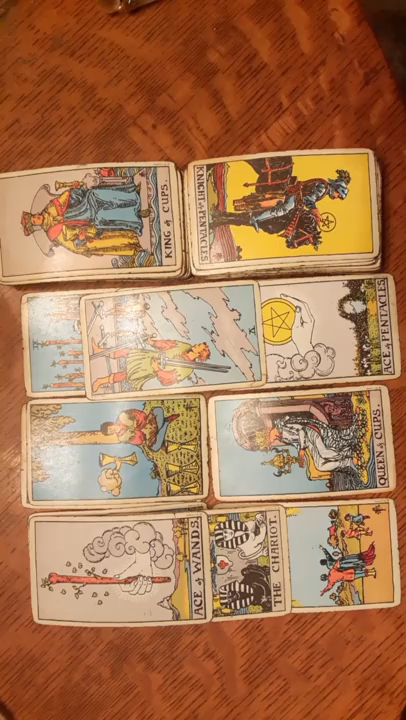 KING of CUPS.
KNIGHT of PENTACLES.
V
ACE of PENTACLES.
QUEEN of CUPS.
ACE of WANDS.
THE CHARIOT.